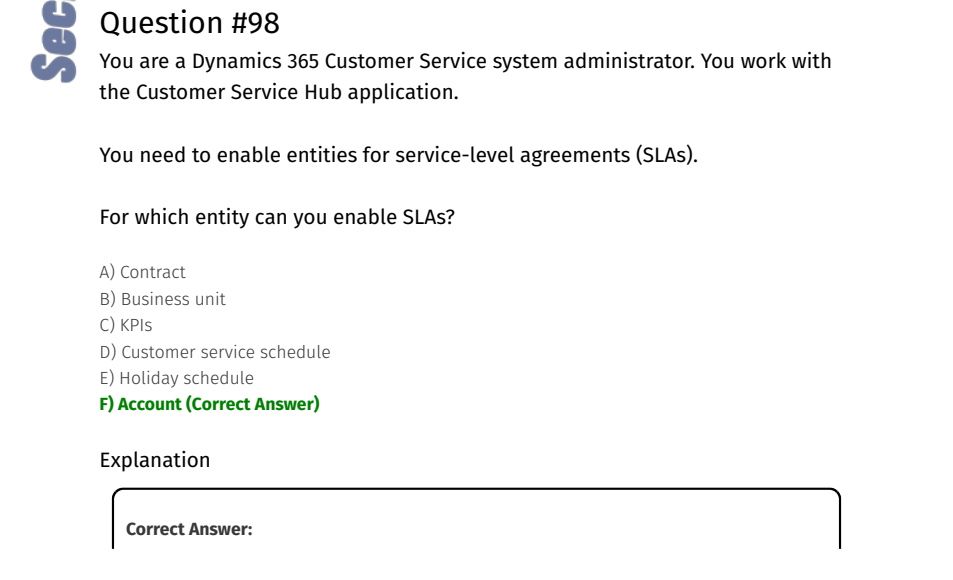 Sec
Question #98
You are a Dynamics 365 Customer Service system administrator. You work with
the Customer Service Hub application.
You need to enable entities for service-level agreements (SLAs).
For which entity can you enable SLAs?
A) Contract
B) Business unit
C) KPIs
D) Customer service schedule
E) Holiday schedule
F) Account (Correct Answer)
Explanation
Correct Answer: